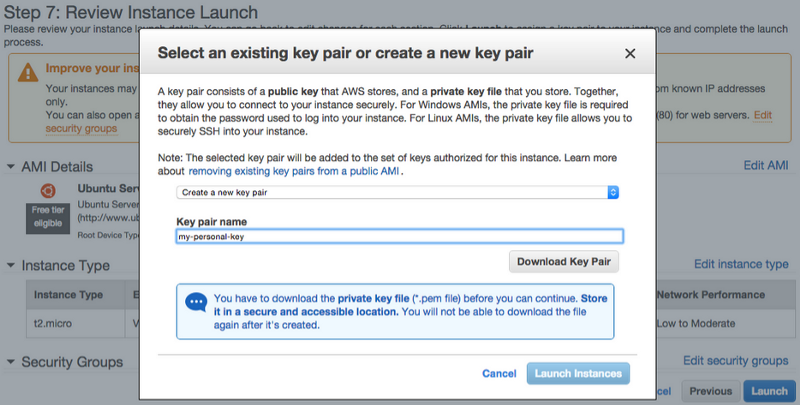 Step 7: Review Instance Launch
Please review your instance launch details. You can go back to edit changes for each section. Click Launch to assign a key pair to your instance and complete the launch
process.
Improve your ins
Your instances may
om known IP addresses
only.
You can also open a
(80) for web servers. Edit
security groups
Select an existing key pair or create a new key pair
A key pair consists of a public key that AWS stores, and a private key file that you store. Together,
they allow you to connect to your instance securely. For Windows AMIs, the private key file is required
to obtain the password used to log into your instance. For Linux AMIs, the private key file allows you to
securely SSH into your instance.
Note: The selected key pair will be added to the set of keys authorized for this instance. Learn more
about removing existing key pairs from a public AMI.
Create a new key pair
Key pair name
my-personal-key
Download Key Pair
You have to download the private key file (*.pem file) before you can continue. Store
it in a secure and accessible location. You will not be able to download the file
again after it's created.
Cancel Launch Instances
AMI Details
Edit AMI
Ubuntu Serv
Free tier
eligible
Ubuntu Server
(http://www.ub
Root Device Type
Instance Type
Edit instance type
Instance Type E Network Performance
t2.micro V Low to Moderate
Security Groups
Edit security groups
cel Previous Launch